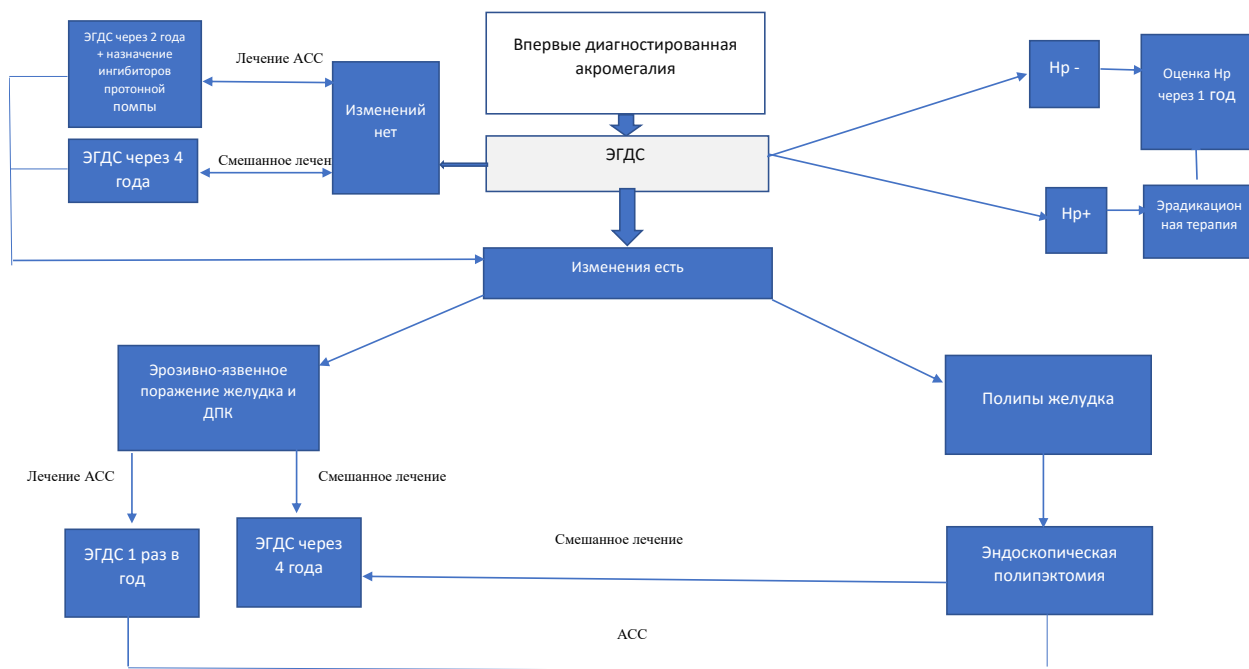 Впервые диагностированная
акромегалия
ЭГДС через 2 года
+ назначение
ингибиторов
протонной
помпы
Лечение АСС
Изменений
нет
ЭГДС
Hp -
Оценка Hp
через 1 год
ЭГДС через 4
года
Смешанное лечен
Hp+
Эрадикацион
ная терапия
Изменения есть
Эрозивно-язвенное
поражение желудка и
ДПК
Полипы желудка
Лечение АСС
Смешанное лечение
ЭГДС 1 раз в
год
ЭГДС через
4 года
Смешанное лечение
Эндоскопическая
полипэктомия
АСС